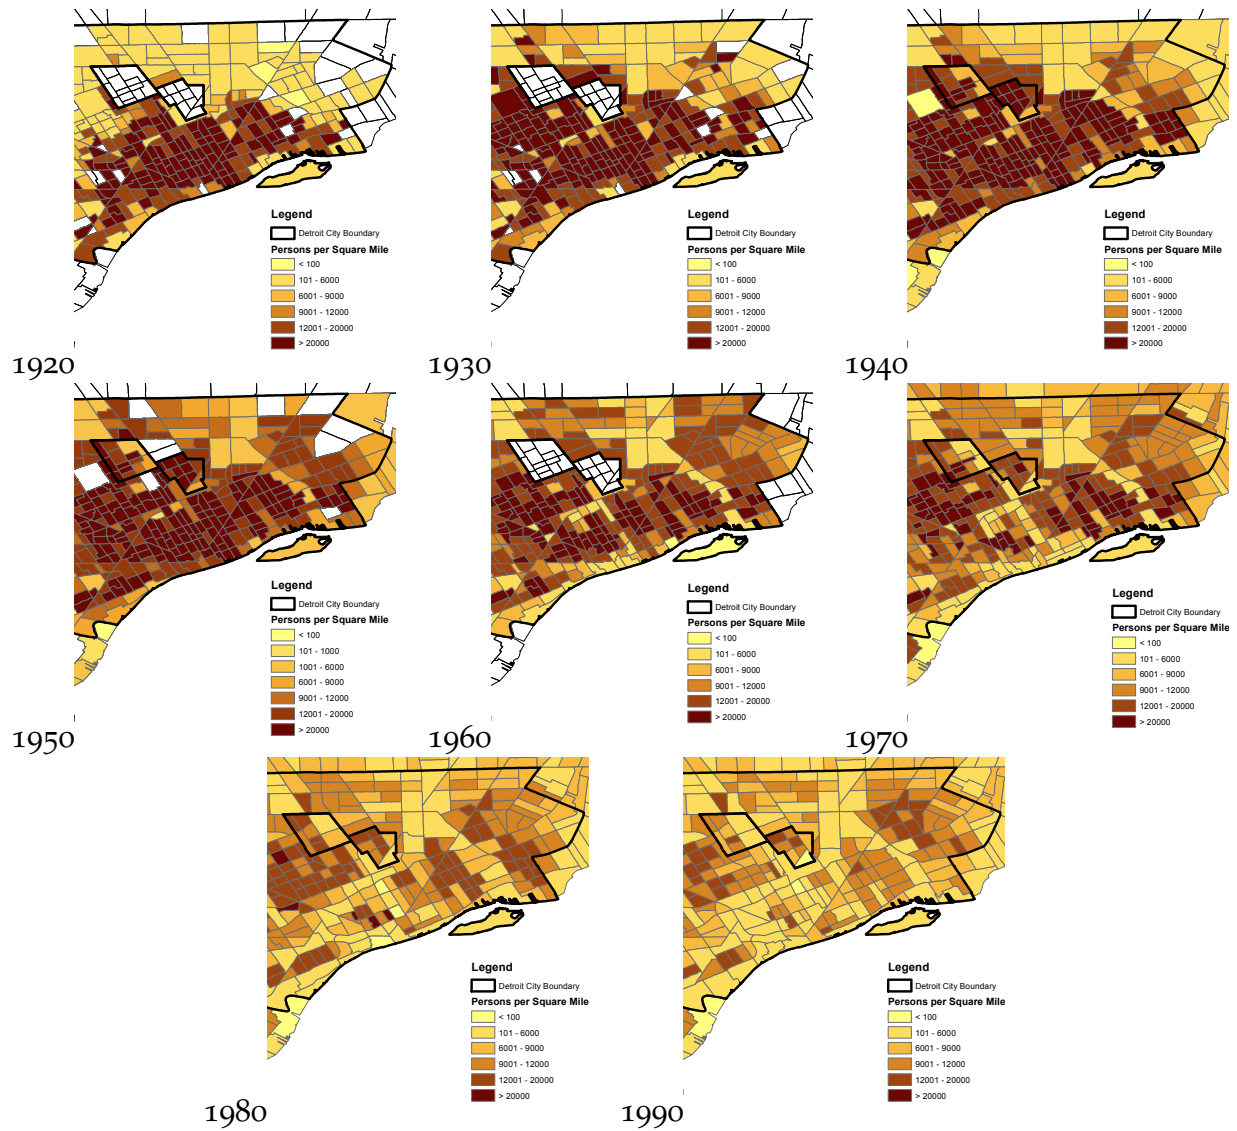 Legend
Detroit City Boundary
Persons per Square Mile
< 100
101 - 6000
6001 - 9000
9001 - 12000
12001 - 20000
> 20000
1920
Legend
Detroit City Boundary
Persons per Square Mile
< 100
101 - 6000
6001 - 9000
9001 - 12000
12001 - 20000
> 20000
1930
Legend
Detroit City Boundary
Persons per Square Mile
< 100
101 - 6000
6001 - 9000
9001 - 12000
12001 - 20000
> 20000
1940
Legend
Detroit City Boundary
Persons per Square Mile
< 100
101 - 1000
1001 - 6000
6001 - 9000
9001 - 12000
12001 - 20000
> 20000
1950
Legend
Detroit City Boundary
Persons per Square Mile
< 100
101 - 6000
6001 - 9000
9001 - 12000
12001 - 20000
> 20000
1960
Legend
Detroit City Boundary
Persons per Square Mile
< 100
101 - 6000
6001 - 9000
9001 - 12000
12001 - 20000
> 20000
1970
Legend
Detroit City Boundary
Persons per Square Mile
< 100
101 - 6000
6001 - 9000
9001 - 12000
12001 - 20000
> 20000
1980
Legend
Detroit City Boundary
Persons per Square Mile
< 100
101 - 6000
6001 - 9000
9001 - 12000
12001 - 20000
> 20000
1990